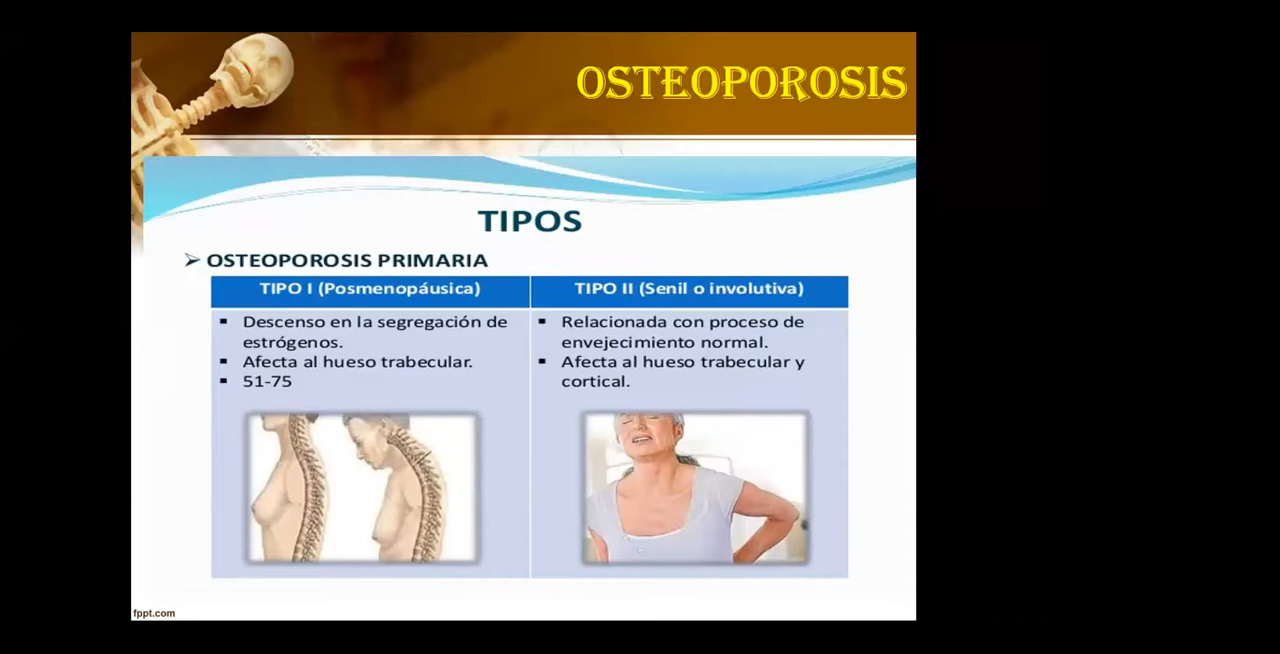 OSTEOPOROSIS
TIPOS
➢ OSTEOPOROSIS PRIMARIA
TIPO I (Posmenopáusica)
▪ Descenso en la segregación de
estrógenos.
▪ Afecta al hueso trabecular.
▪ 51-75
TIPO II (Senil o involutiva)
▪ Relacionada con proceso de
envejecimiento normal.
▪ Afecta al hueso trabecular y
cortical.
fppt.com